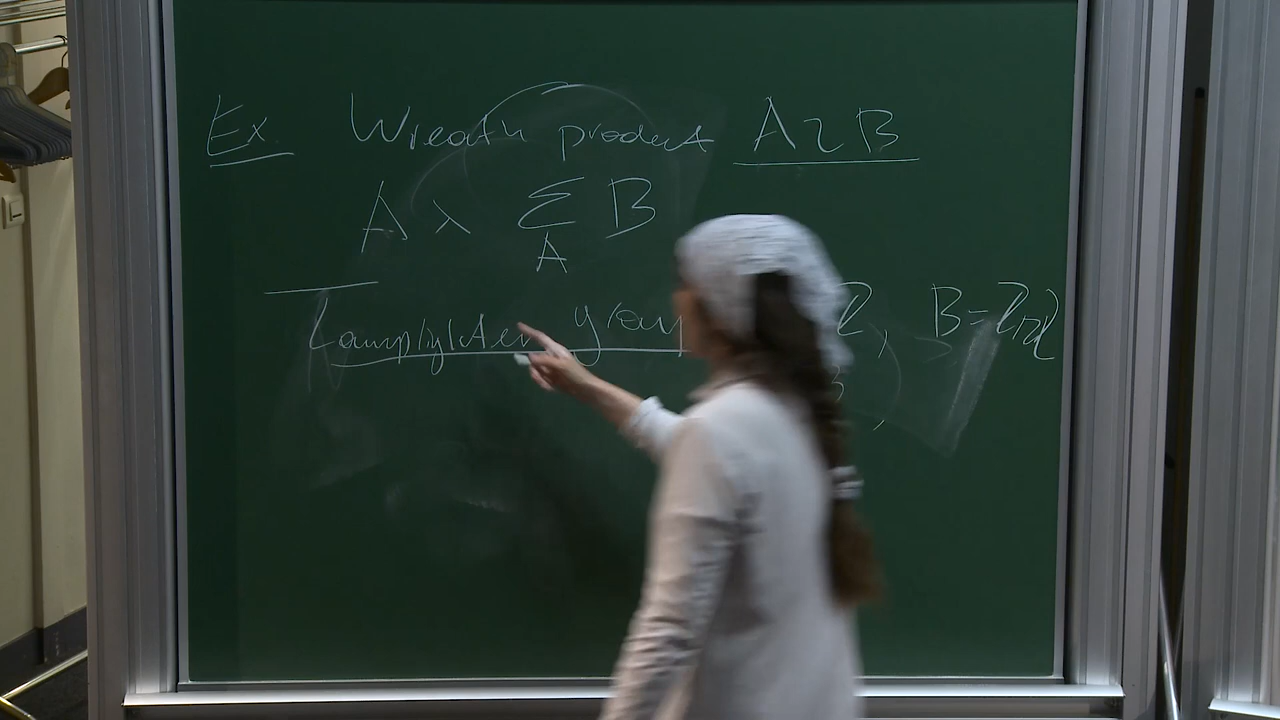 Ex. Wreath product A ≀ B
A ⋋ Σ B
A
Lamplighter group Z, B = Z/2Z